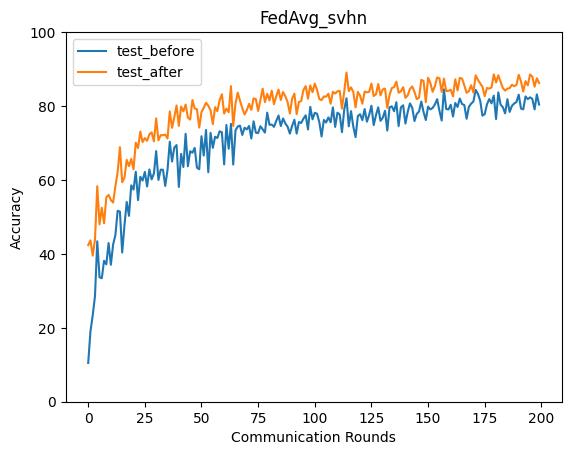 FedAvg_svhn
test_before
test_after
100
80
60
40
20
0
Accuracy
0 25 50 75 100 125 150 175 200
Communication Rounds